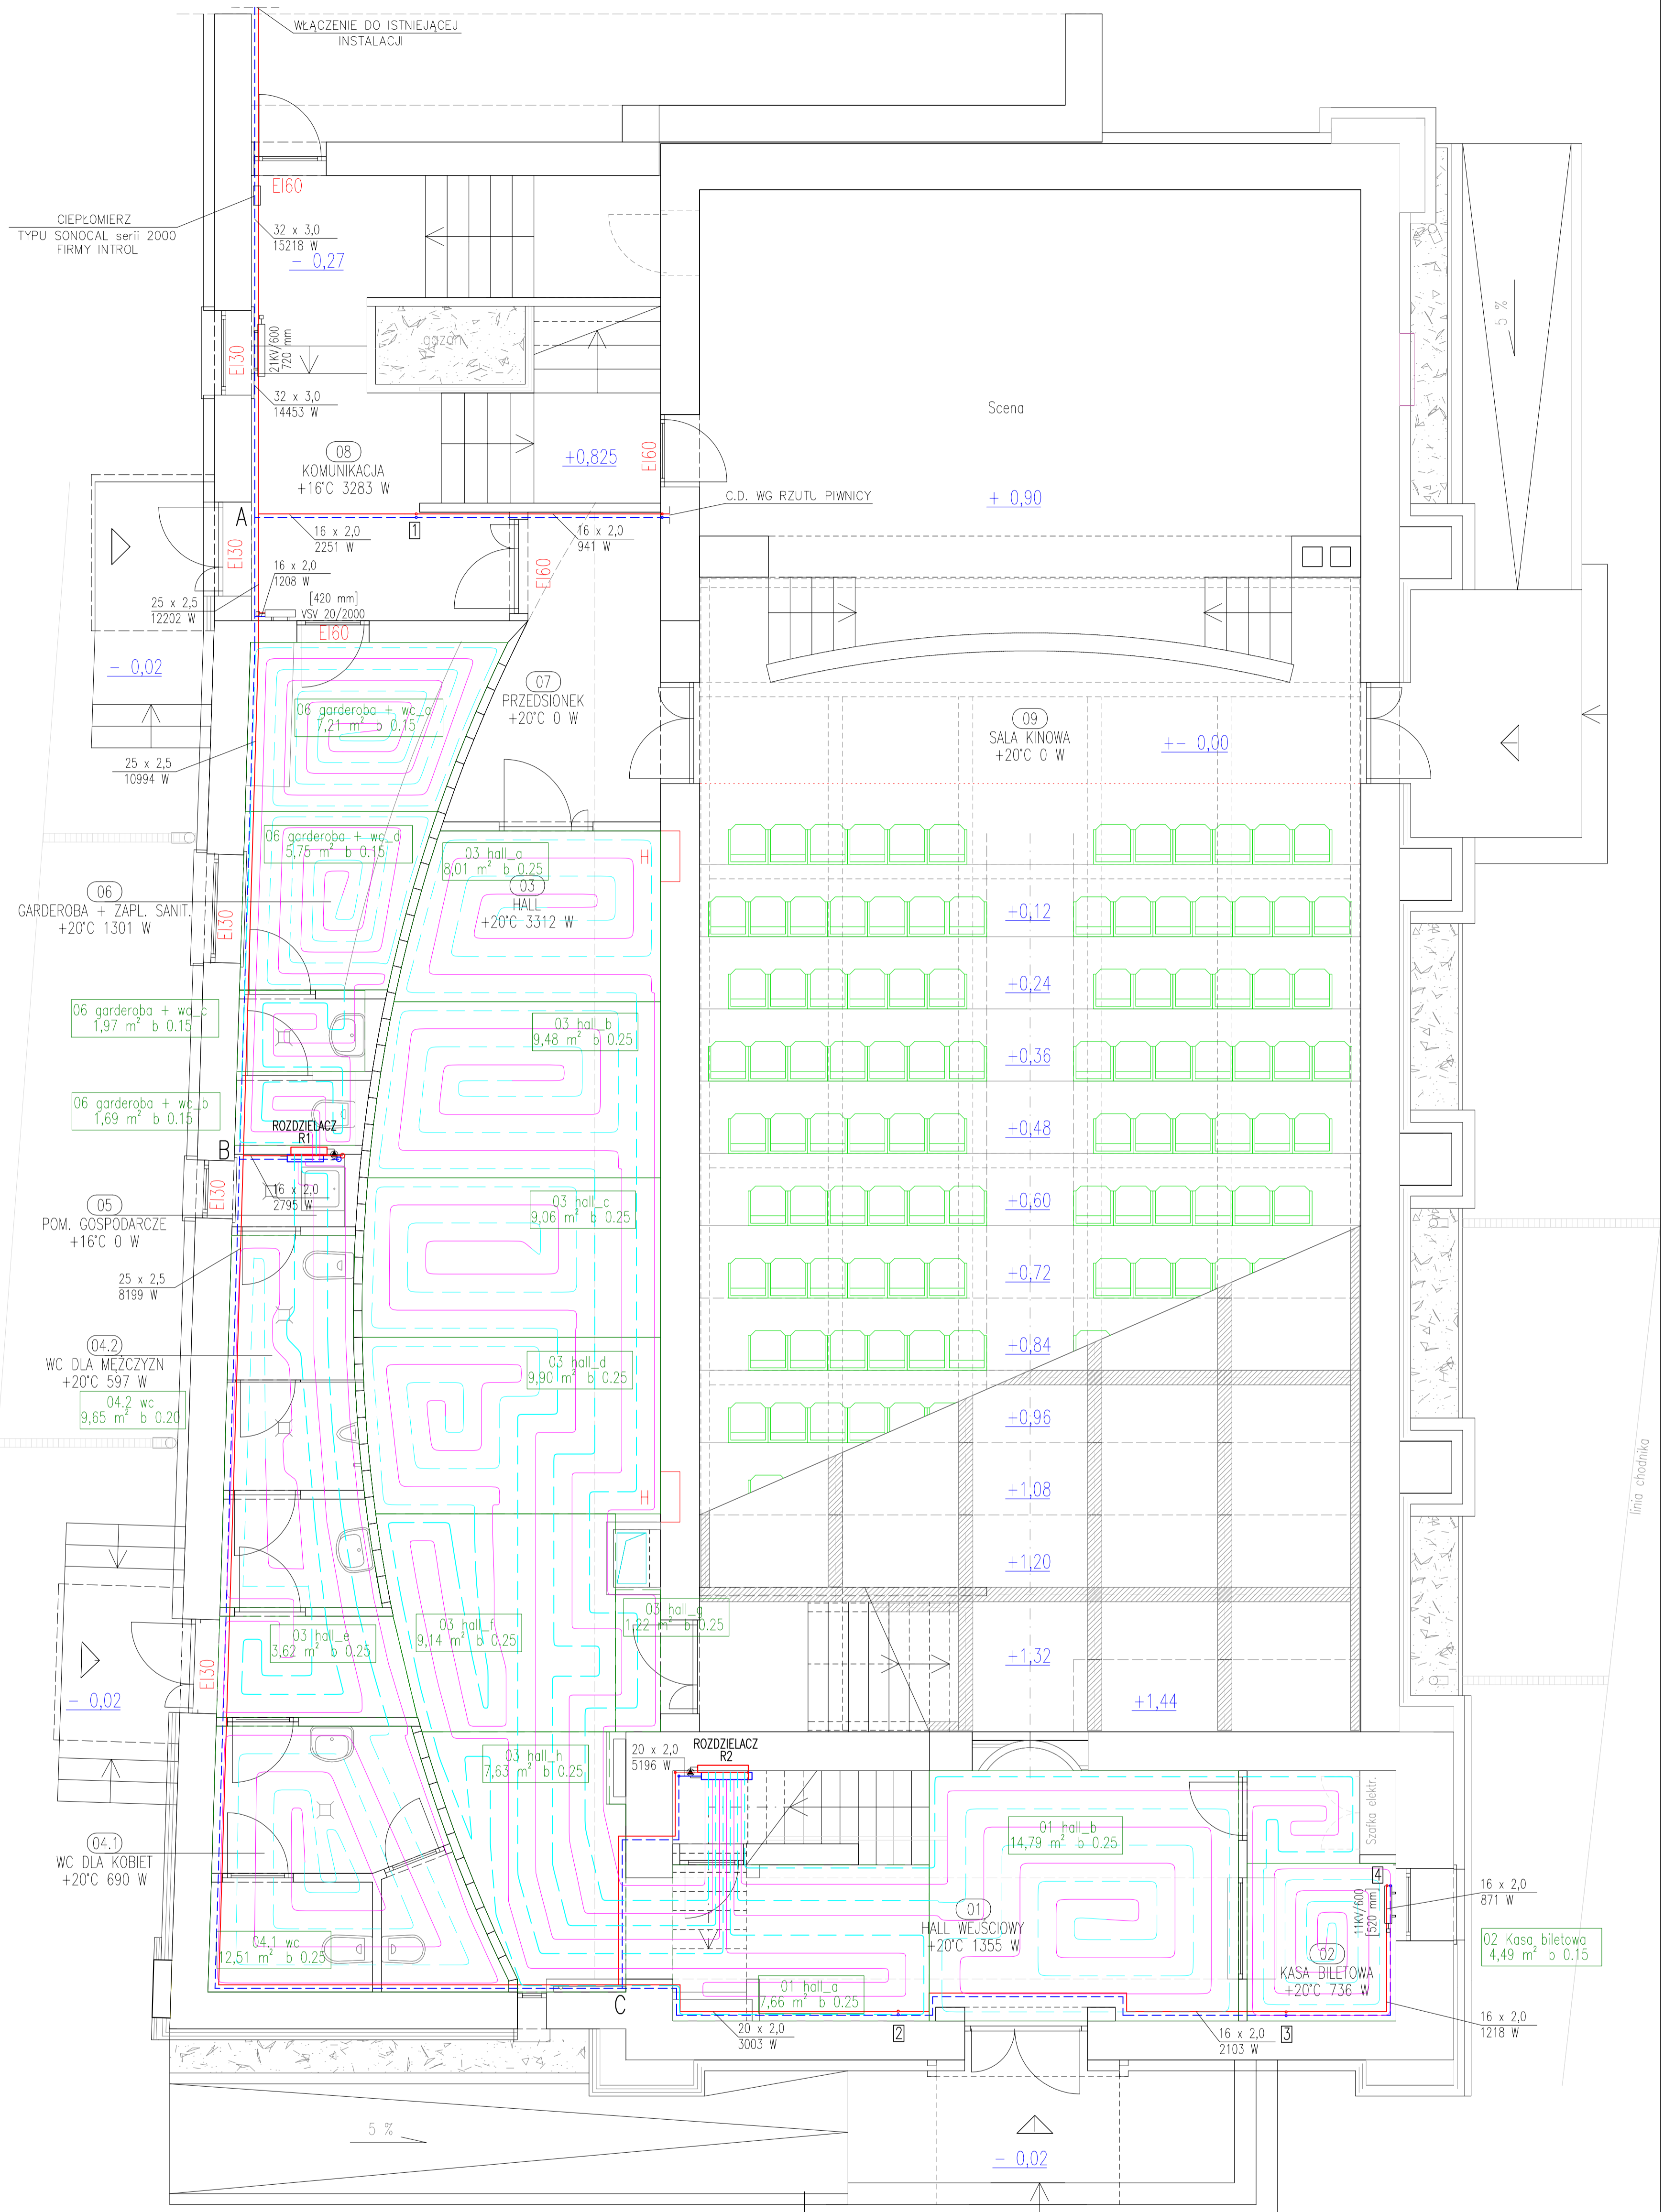 WŁĄCZENIE DO ISTNIEJĄCEJ
INSTALACJI
EI60
CIEPŁOMIERZ
TYPU SONOCAL serii 2000
FIRMY INTROL
32 x 3,0
15218 W
- 0,27
gazon
5 %
EI30
21KV/600
720 mm
32 x 3,0
14453 W
Scena
08
KOMUNIKACJA
+16°C 3283 W
+0,825
EI60
C.D. WG RZUTU PIWNICY
+ 0,90
A
1
16 x 2,0
2251 W
16 x 2,0
941 W
EI30
EI60
16 x 2,0
1208 W
[420 mm]
VSV 20/2000
25 x 2,5
12202 W
EI60
- 0,02
07
PRZEDSIONEK
+20°C 0 W
06 garderoba + wc_a
7,21 m² b 0.15
09
SALA KINOWA
+20°C 0 W
+- 0,00
25 x 2,5
10994 W
06 garderoba + wc_d
5,75 m² b 0.15
03 hall_a
8,01 m² b 0.25
H
03
HALL
+20°C 3312 W
06
GARDEROBA + ZAPL. SANIT.
+20°C 1301 W
EI30
+0,12
+0,24
06 garderoba + wc_c
1,97 m² b 0.15
03 hall_b
9,48 m² b 0.25
+0,36
06 garderoba + wc_b
1,69 m² b 0.15
ROZDZIELACZ
R1
+0,48
B
16 x 2,0
2795 W
EI30
05
POM. GOSPODARCZE
+16°C 0 W
03 hall_c
9,06 m² b 0.25
+0,60
25 x 2,5
8199 W
+0,72
04.2
WC DLA MĘŻCZYZN
+20°C 597 W
04.2 wc
9,65 m² b 0.20
03 hall_d
9,90 m² b 0.25
+0,84
+0,96
linia chodnika
H
+1,08
+1,20
03 hall_e
3,62 m² b 0.25
03 hall_f
9,14 m² b 0.25
03 hall_g
1,22 m² b 0.25
EI30
+1,32
- 0,02
+1,44
03 hall_h
7,63 m² b 0.25
20 x 2,0
5196 W
ROZDZIELACZ
R2
Szafka elektr.
01 hall_b
14,79 m² b 0.25
04.1
WC DLA KOBIET
+20°C 690 W
4
16 x 2,0
871 W
11KV/600
[520 mm]
01
HALL WEJŚCIOWY
+20°C 1355 W
04.1 wc
12,51 m² b 0.25
02
KASA BILETOWA
+20°C 736 W
02 Kasa biletowa
4,49 m² b 0.15
01 hall_a
7,66 m² b 0.25
C
20 x 2,0
3003 W
2
16 x 2,0
2103 W
3
16 x 2,0
1218 W
5 %
- 0,02